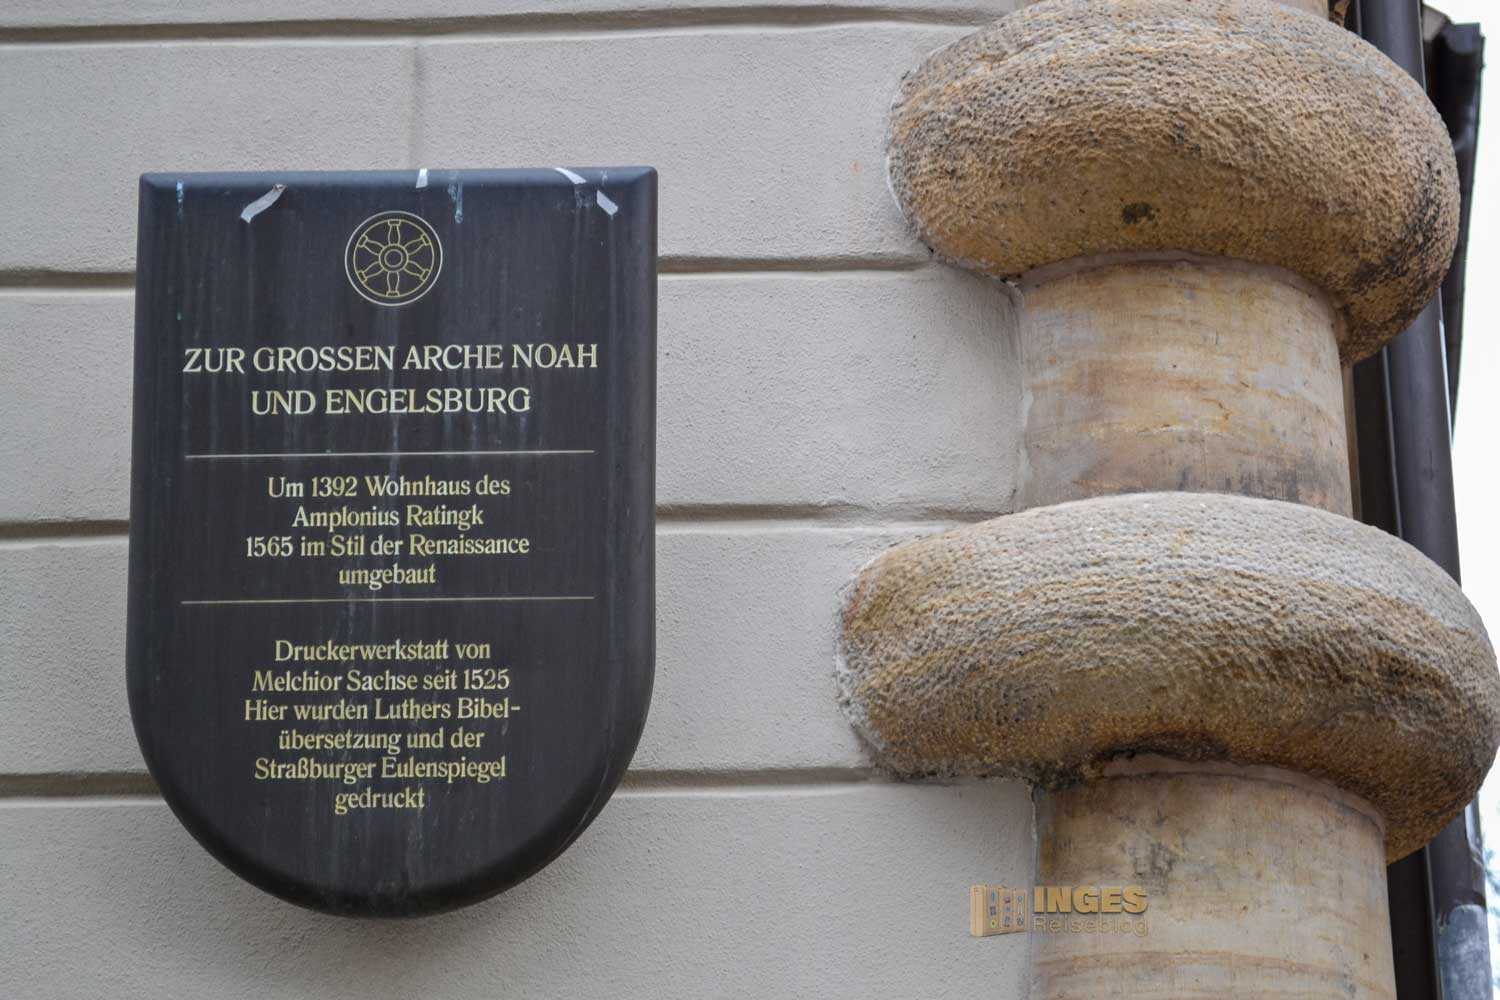 ZUR GROSSEN ARCHE NOAH
UND ENGELSBURG
Um 1392 Wohnhaus des
Amplonius Ratingk
1565 im Stil der Renaissance
umgebaut
Druckerwerkstatt von
Melchior Sachse seit 1525
Hier wurden Luthers Bibel-
übersetzung und der
Straßburger Eulenspiegel
gedruckt
INGES
Reiseblog